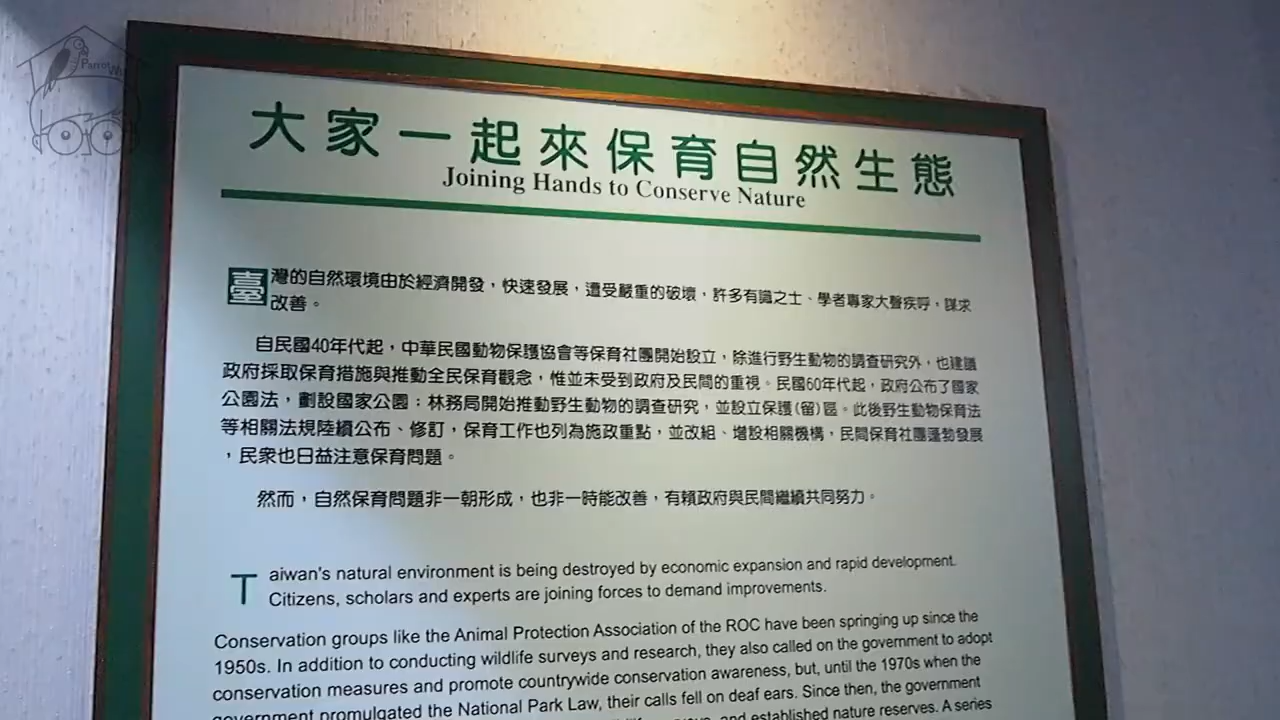 Parrot
大家一起來保育自然生態
Joining Hands to Conserve Nature
臺灣的自然環境由於經濟開發，快速發展，遭受嚴重的破壞，許多有識之士、學者專家大聲疾呼，謀求
改善。
自民國40年代起，中華民國動物保護協會等保育社團開始設立，除進行野生動物的調查研究外，也建議
政府採取保育措施與推動全民保育觀念，惟並未受到政府及民間的重視。民國60年代起，政府公布了國家
公園法，劃設國家公園；林務局開始推動野生動物的調查研究，並設立保護(留)區。此後野生動物保育法
等相關法規陸續公布、修訂，保育工作也列為施政重點，並改組、增設相關機構，民間保育社團蓬勃發展
，民眾也日益注意保育問題。
然而，自然保育問題非一朝形成，也非一時能改善，有賴政府與民間繼續共同努力。
Taiwan's natural environment is being destroyed by economic expansion and rapid development.
Citizens, scholars and experts are joining forces to demand improvements.
Conservation groups like the Animal Protection Association of the ROC have been springing up since the
1950s. In addition to conducting wildlife surveys and research, they also called on the government to adopt
conservation measures and promote countrywide conservation awareness, but, until the 1970s when the
government promulgated the National Park Law, their calls fell on deaf ears. Since then, the government
and established nature reserves. A series